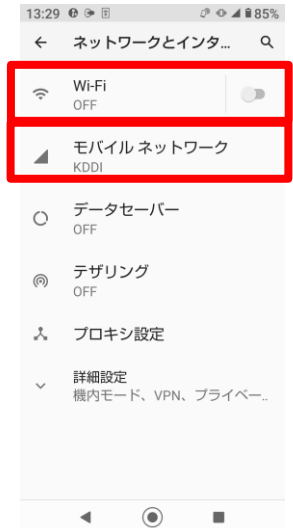 13:29 85%
ネットワークとインタ...
Wi-Fi
OFF
モバイル ネットワーク
KDDI
データセーバー
OFF
テザリング
OFF
プロキシ設定
詳細設定
機内モード、VPN、プライベー..